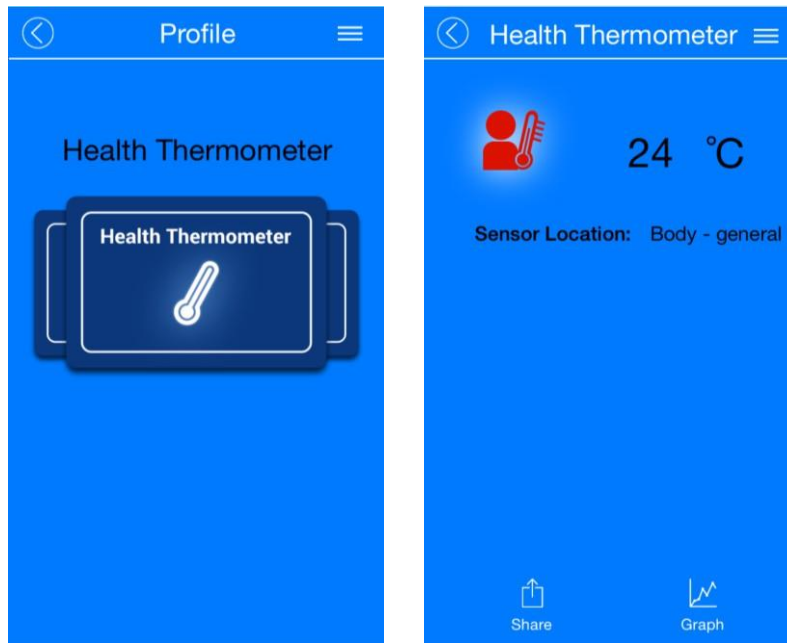 Profile
Health Thermometer
Health Thermometer
Health Thermometer
24 °C
Sensor Location: Body - general
Share
Graph